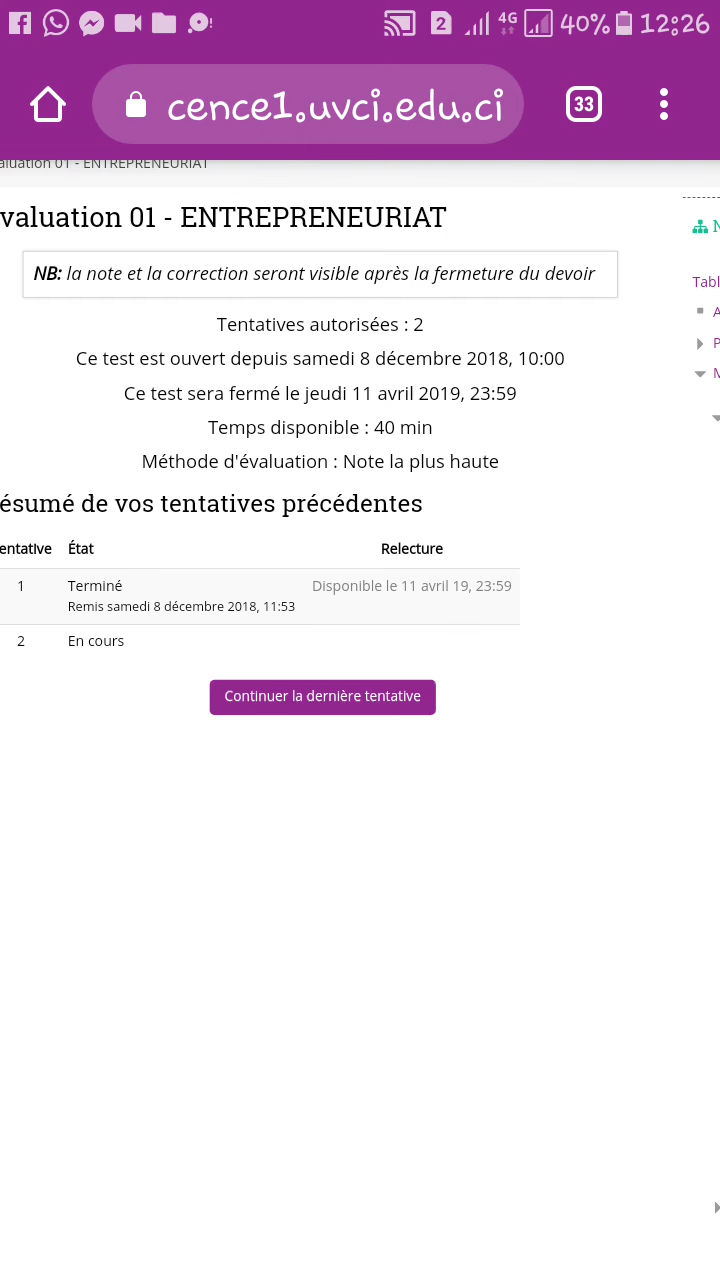 2 4G 40% 12:26
cence1.uvci.edu.ci 33
aluation 01 - ENTREPRENEURIAT
valuation 01 - ENTREPRENEURIAT
NB: la note et la correction seront visible après la fermeture du devoir
Tentatives autorisées : 2
Ce test est ouvert depuis samedi 8 décembre 2018, 10:00
Ce test sera fermé le jeudi 11 avril 2019, 23:59
Temps disponible : 40 min
Méthode d'évaluation : Note la plus haute
ésumé de vos tentatives précédentes
entative État Relecture
1 Terminé Disponible le 11 avril 19, 23:59
Remis samedi 8 décembre 2018, 11:53
2 En cours
Continuer la dernière tentative
N
Tabl
A
P
M